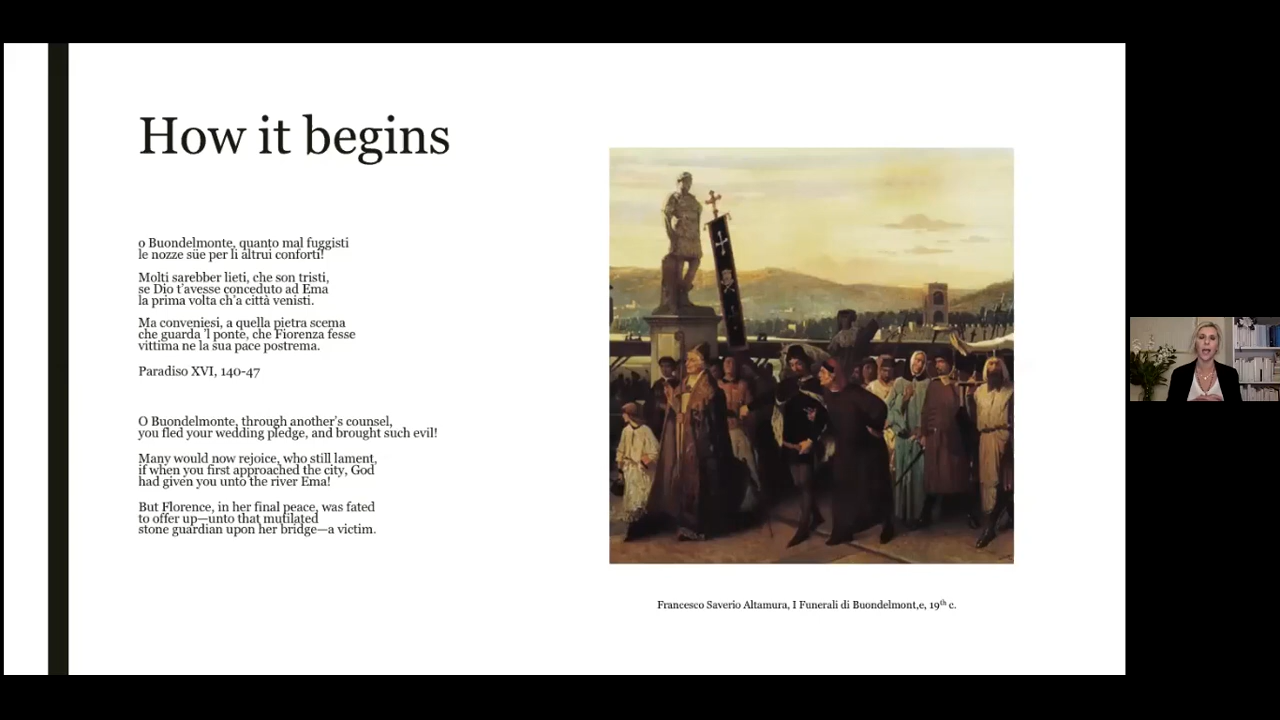 How it begins
o Buondelmonte, quanto mal fuggisti
le nozze süe per li altrui conforti!
Molti sarebber lieti, che son tristi,
se Dio t'avesse conceduto ad Ema
la prima volta ch'a città venisti.
Ma conveniesi, a quella pietra scema
che guarda 'l ponte, che Fiorenza fesse
vittima ne la sua pace postrema.
Paradiso XVI, 140-47
O Buondelmonte, through another's counsel,
you fled your wedding pledge, and brought such evil!
Many would now rejoice, who still lament,
if when you first approached the city, God
had given you unto the river Ema!
But Florence, in her final peace, was fated
to offer up—unto that mutilated
stone guardian upon her bridge—a victim.
Francesco Saverio Altamura, I Funerali di Buondelmont,e, 19th c.